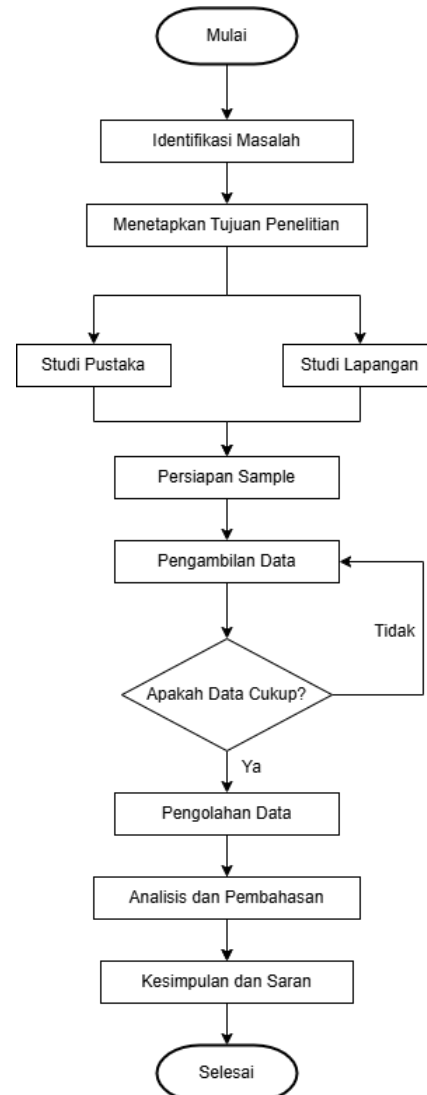 Mulai
Identifikasi Masalah
Menetapkan Tujuan Penelitian
Studi Pustaka
Studi Lapangan
Persiapan Sample
Pengambilan Data
Tidak
Apakah Data Cukup?
Ya
Pengolahan Data
Analisis dan Pembahasan
Kesimpulan dan Saran
Selesai